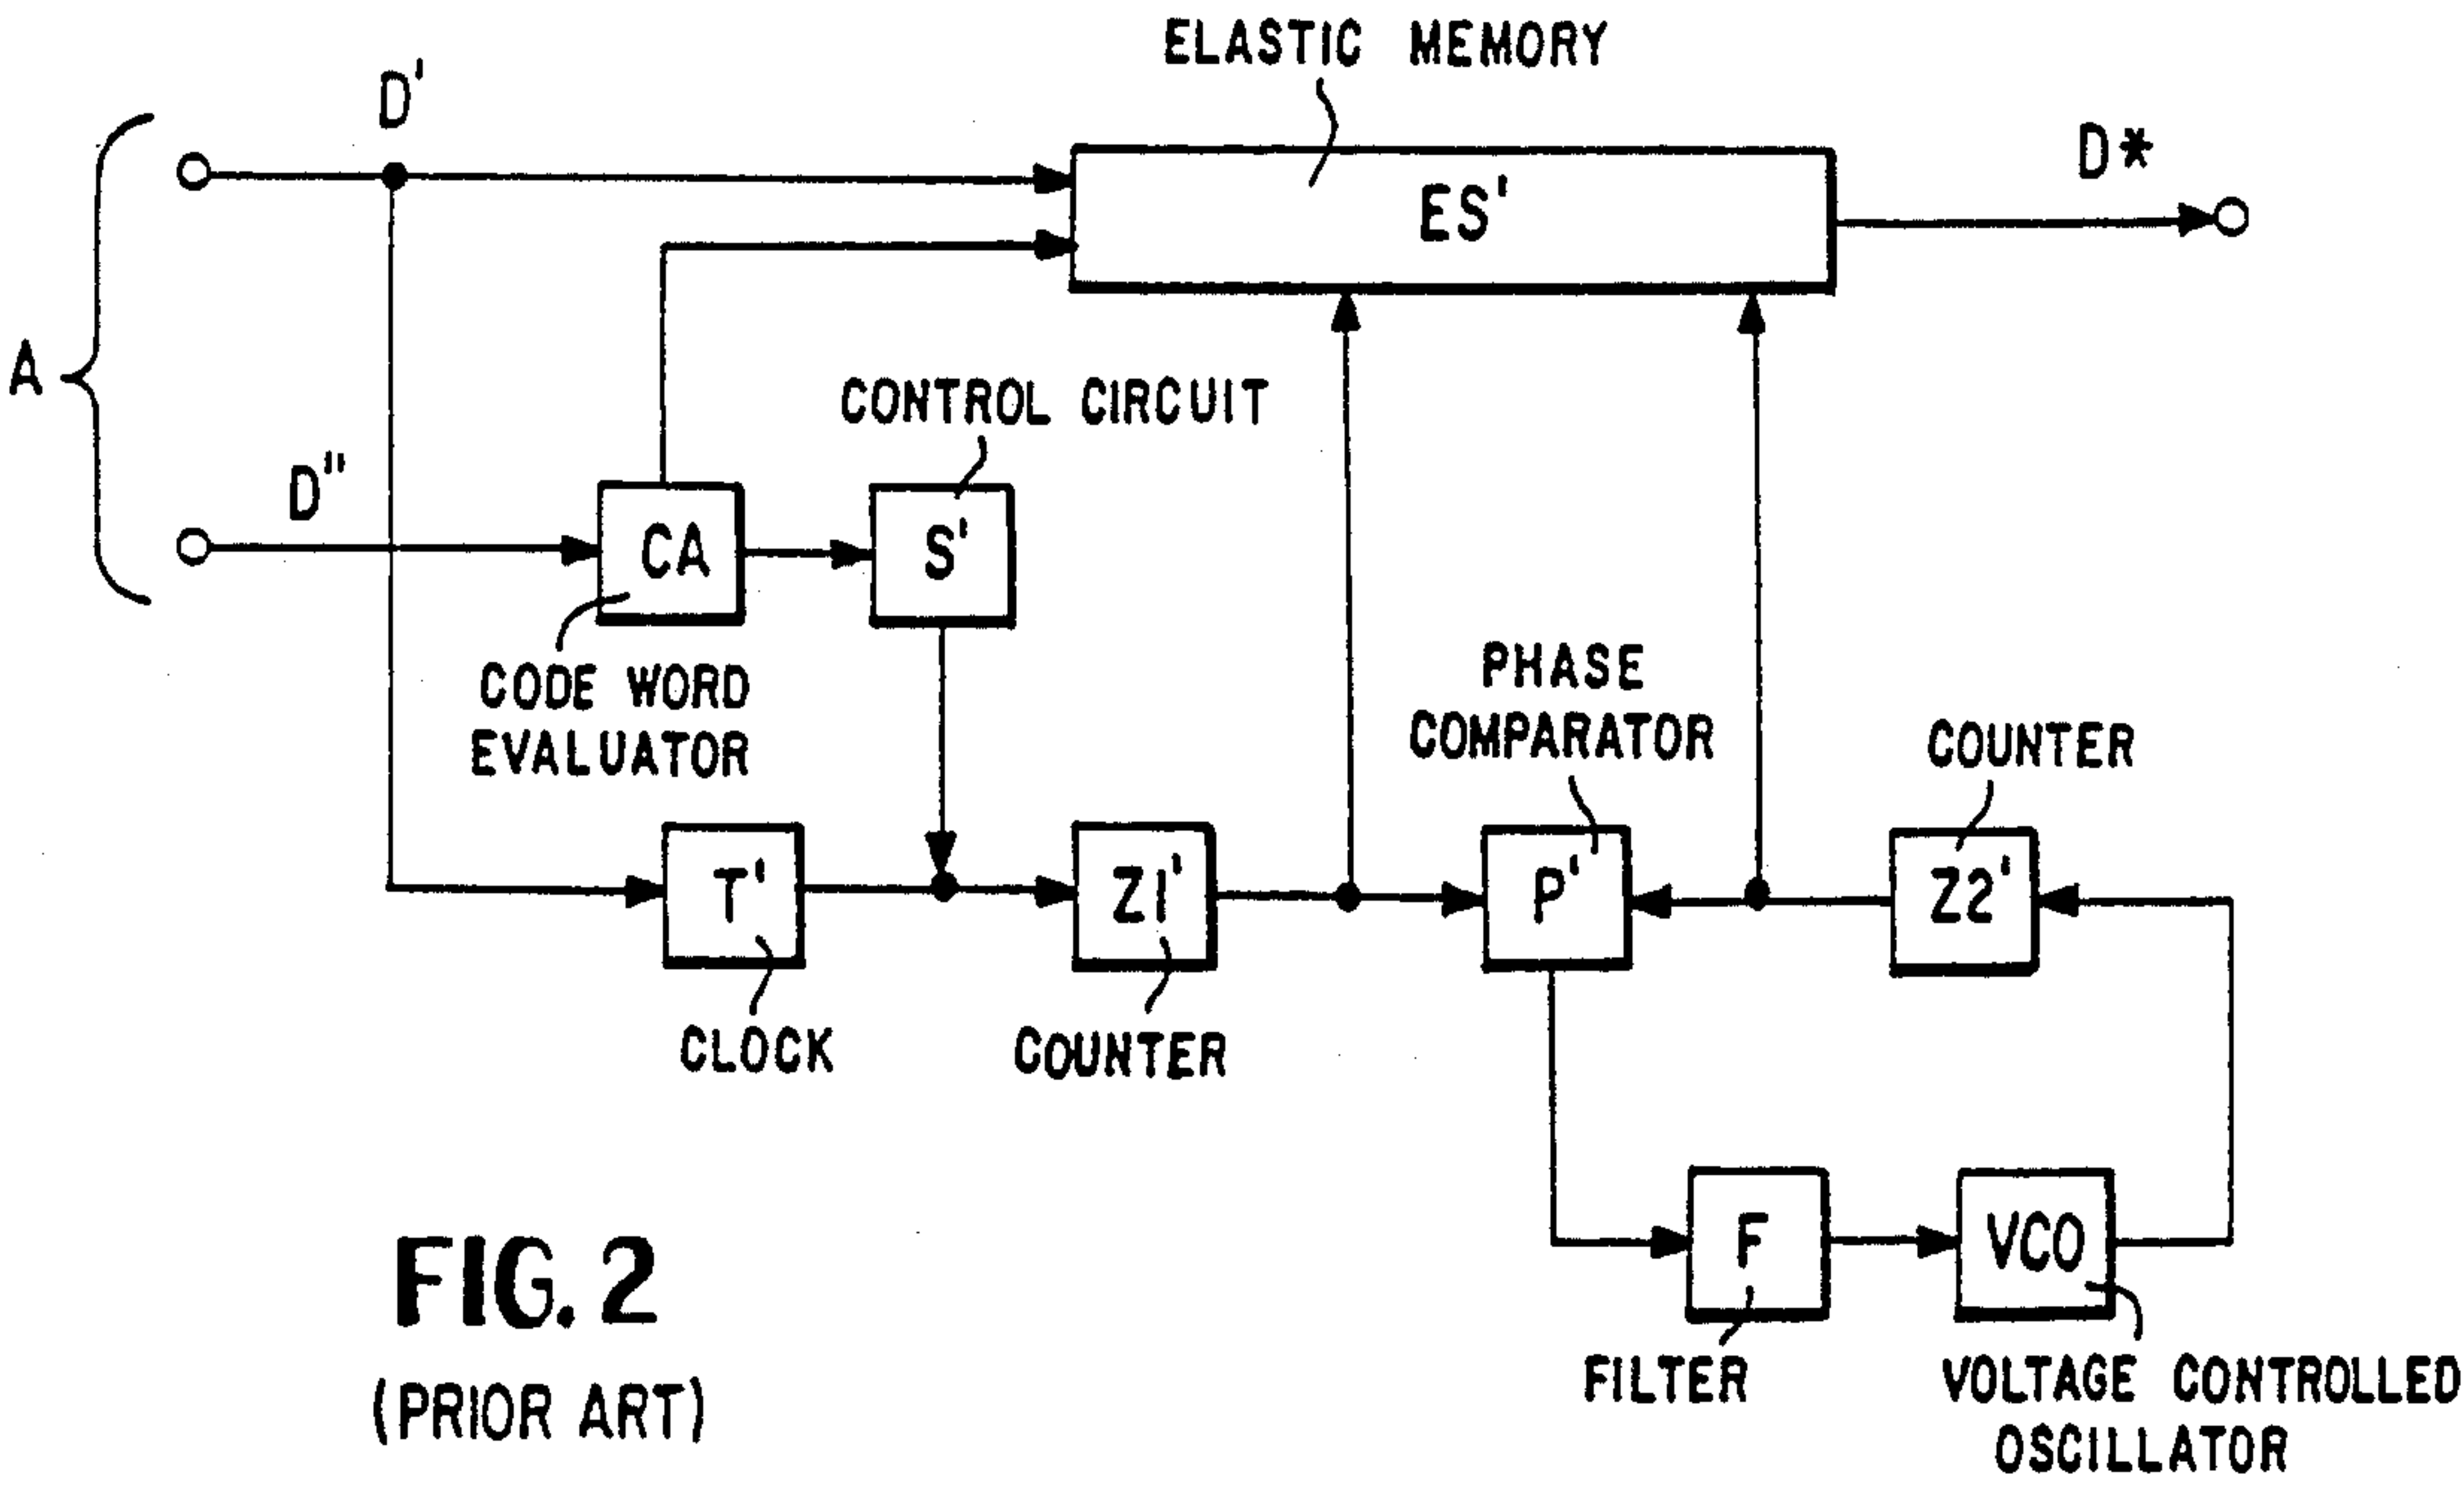 ELASTIC MEMORY
D'
D*
ES'
A
CONTROL CIRCUIT
D"
CA
S'
CODE WORD
EVALUATOR
PHASE
COMPARATOR
COUNTER
T'
Z1'
P'
Z2'
CLOCK
COUNTER
F
VCO
FIG. 2
(PRIOR ART)
FILTER
VOLTAGE CONTROLLED
OSCILLATOR